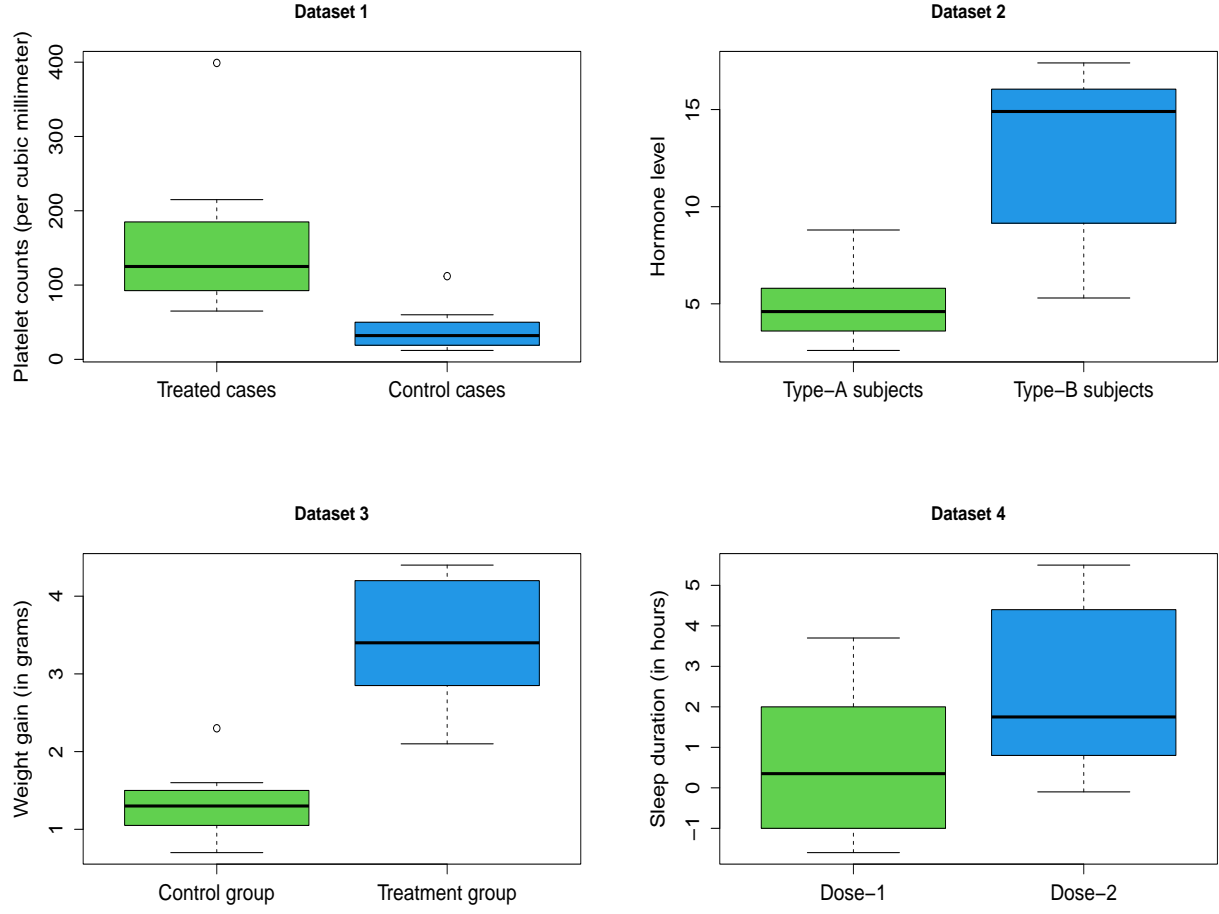 Dataset 1
Platelet counts (per cubic millimeter)
400
300
200
100
0
Treated cases
Control cases
Dataset 2
Hormone level
15
10
5
Type−A subjects
Type−B subjects
Dataset 3
Weight gain (in grams)
4
3
2
1
Control group
Treatment group
Dataset 4
Sleep duration (in hours)
5
4
3
2
1
0
−1
Dose−1
Dose−2